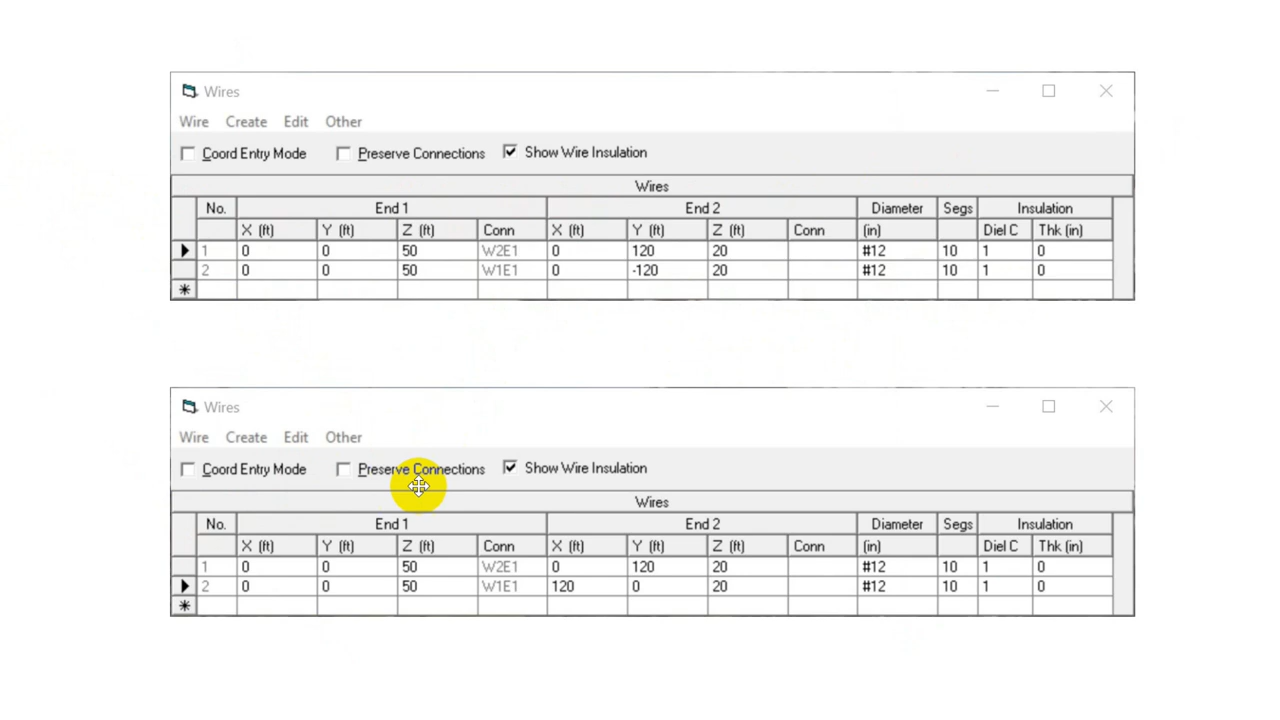 Wires
Wire Create Edit Other
Coord Entry Mode Preserve Connections Show Wire Insulation
Wires
No. End 1 End 2 Diameter Segs Insulation
X (ft) Y (ft) Z (ft) Conn X (ft) Y (ft) Z (ft) Conn (in) Diel C Thk (in)
1 0 0 50 W2E1 0 120 20 #12 10 1 0
2 0 0 50 W1E1 0 -120 20 #12 10 1 0
Wires
Wire Create Edit Other
Coord Entry Mode Preserve Connections Show Wire Insulation
Wires
No. End 1 End 2 Diameter Segs Insulation
X (ft) Y (ft) Z (ft) Conn X (ft) Y (ft) Z (ft) Conn (in) Diel C Thk (in)
1 0 0 50 W2E1 0 120 20 #12 10 1 0
2 0 0 50 W1E1 120 0 20 #12 10 1 0